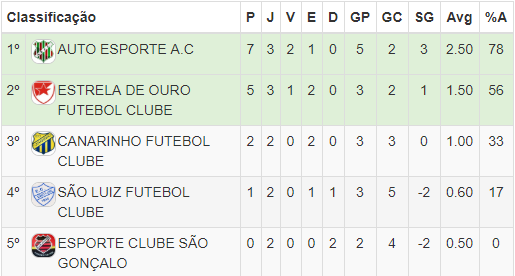 Classificação P J V E D GP GC SG Avg %A
1º AUTO ESPORTE A.C 7 3 2 1 0 5 2 3 2.50 78
2º ESTRELA DE OURO 5 3 1 2 0 3 2 1 1.50 56
FUTEBOL CLUBE
3º CANARINHO FUTEBOL 2 2 0 2 0 3 3 0 1.00 33
CLUBE
4º SÃO LUIZ FUTEBOL 1 2 0 1 1 3 5 -2 0.60 17
CLUBE
5º ESPORTE CLUBE SÃO 0 2 0 0 2 2 4 -2 0.50 0
GONÇALO